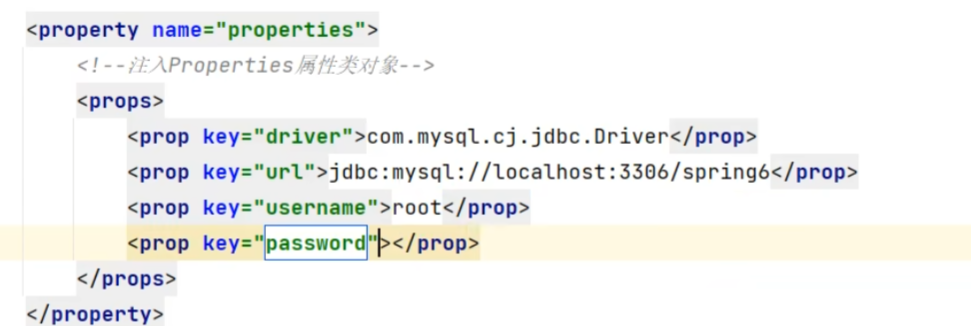 <property name="properties">
<!--注入Properties属性类对象-->
<props>
<prop key="driver">com.mysql.cj.jdbc.Driver</prop>
<prop key="url">jdbc:mysql://localhost:3306/spring6</prop>
<prop key="username">root</prop>
<prop key="password"></prop>
</props>
</property>